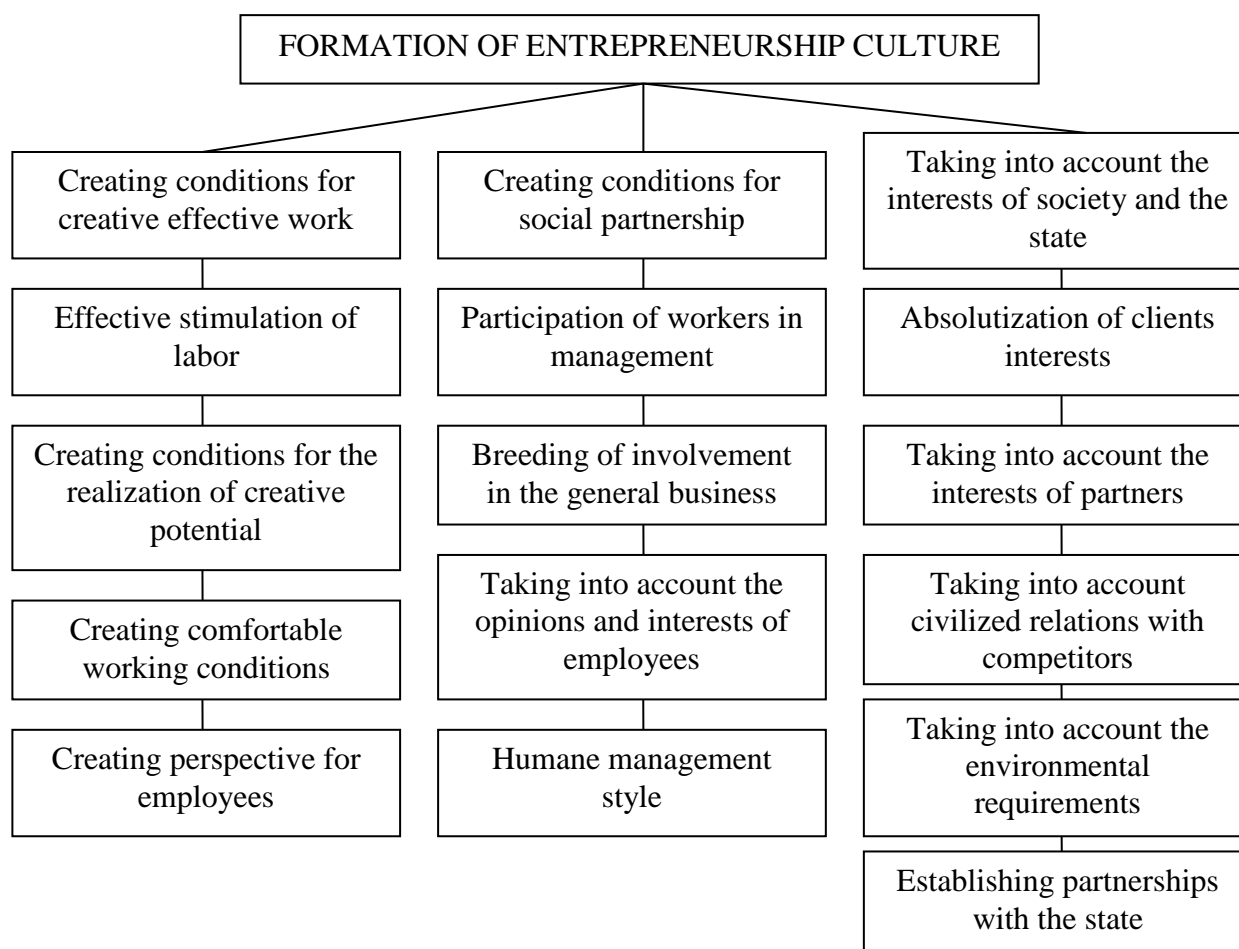 FORMATION OF ENTREPRENEURSHIP CULTURE
Creating conditions for
creative effective work
Effective stimulation of
labor
Creating conditions for the
realization of creative
potential
Creating comfortable
working conditions
Creating perspective for
employees
Creating conditions for
social partnership
Participation of workers in
management
Breeding of involvement
in the general business
Taking into account the
opinions and interests of
employees
Humane management
style
Taking into account the
interests of society and the
state
Absolutization of clients
interests
Taking into account the
interests of partners
Taking into account
civilized relations with
competitors
Taking into account the
environmental
requirements
Establishing partnerships
with the state